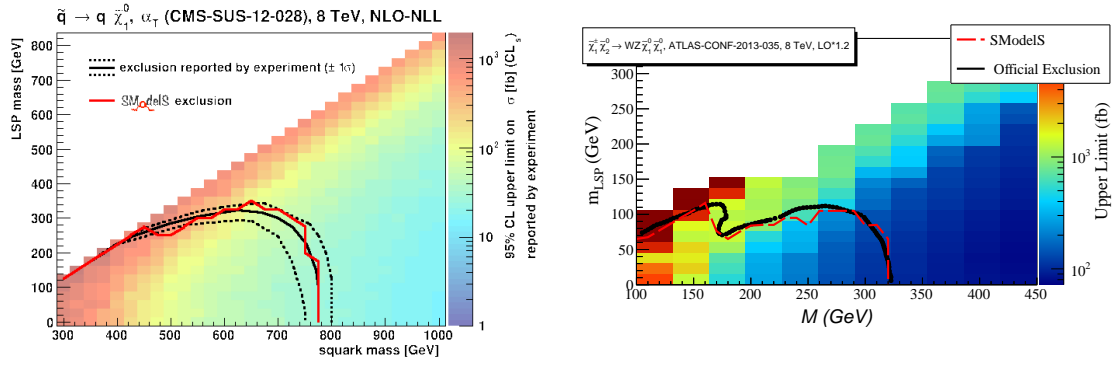 q̃ → q χ̃⁰₁, α_T (CMS-SUS-12-028), 8 TeV, NLO-NLL
LSP mass [GeV]
800
700
600
500
400
300
200
100
0
exclusion reported by experiment (± 1σ)
SModelS exclusion
300 400 500 600 700 800 900 1000
squark mass [GeV]
10³
10²
10
1
95% CL upper limit on σ [fb] (CL_s)
reported by experiment
χ̃±₁ χ̃⁰₂ → WZ χ̃⁰₁ χ̃⁰₁, ATLAS-CONF-2013-035, 8 TeV, LO*1.2
SModelS
Official Exclusion
m_LSP (GeV)
300
250
200
150
100
50
0
100 150 200 250 300 350 400 450
M (GeV)
10³
10²
Upper Limit (fb)